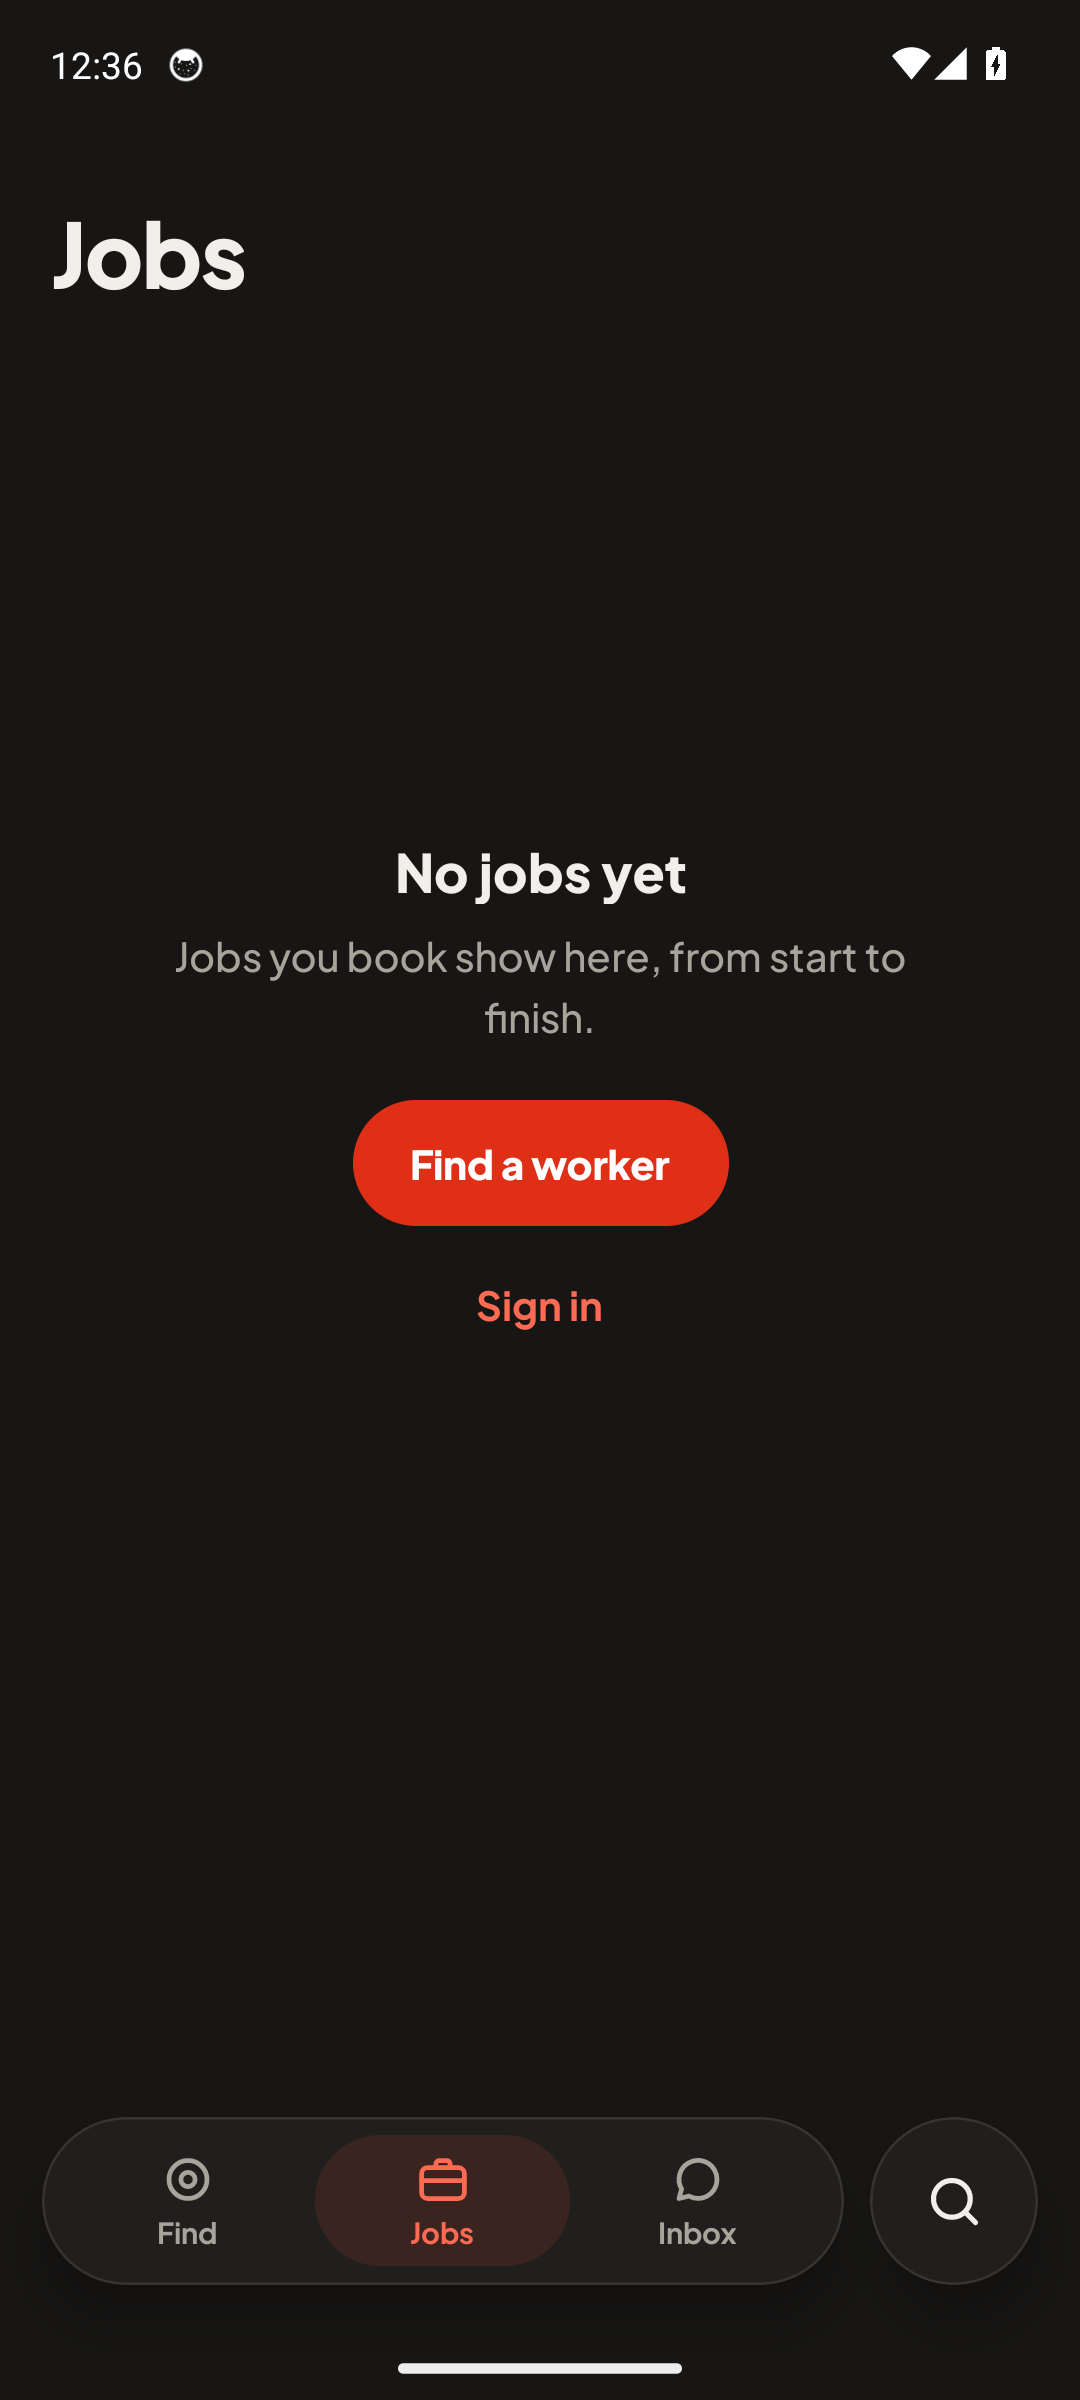 12:36
Jobs
No jobs yet
Jobs you book show here, from start to
finish.
Find a worker
Sign in
Find
Jobs
Inbox